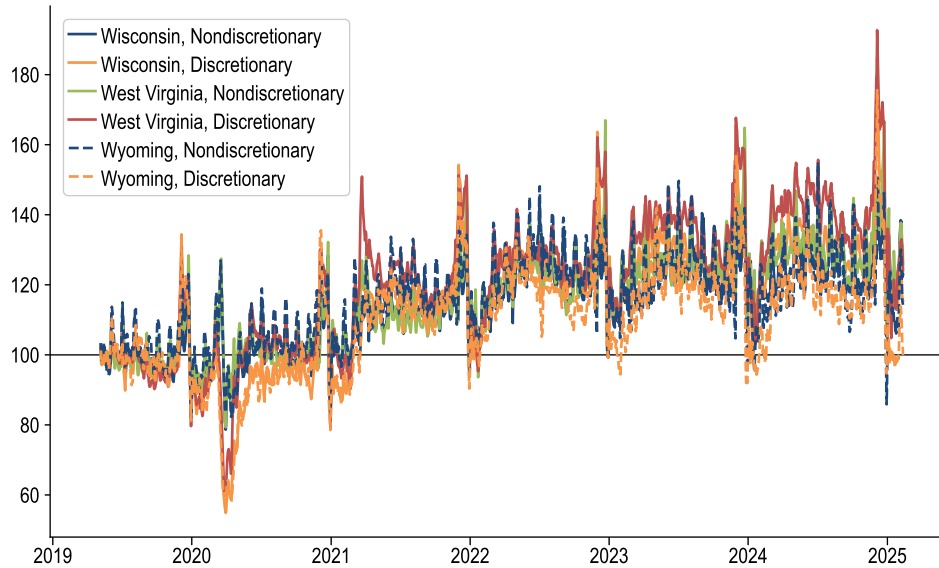 Wisconsin, Nondiscretionary
Wisconsin, Discretionary
West Virginia, Nondiscretionary
West Virginia, Discretionary
Wyoming, Nondiscretionary
Wyoming, Discretionary
180
160
140
120
100
80
60
2019 2020 2021 2022 2023 2024 2025